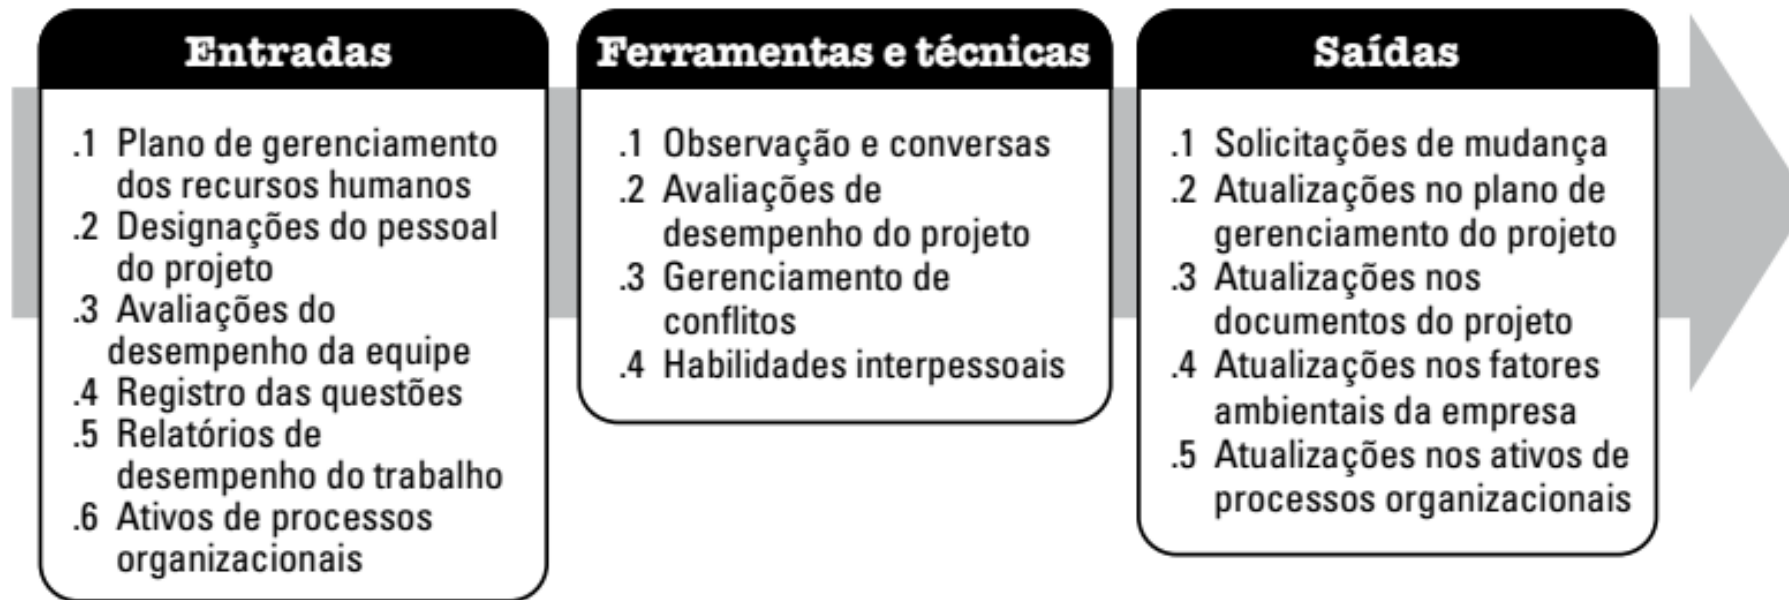 Entradas
.1 Plano de gerenciamento
dos recursos humanos
.2 Designações do pessoal
do projeto
.3 Avaliações do
desempenho da equipe
.4 Registro das questões
.5 Relatórios de
desempenho do trabalho
.6 Ativos de processos
organizacionais
Ferramentas e técnicas
.1 Observação e conversas
.2 Avaliações de
desempenho do projeto
.3 Gerenciamento de
conflitos
.4 Habilidades interpessoais
Saídas
.1 Solicitações de mudança
.2 Atualizações no plano de
gerenciamento do projeto
.3 Atualizações nos
documentos do projeto
.4 Atualizações nos fatores
ambientais da empresa
.5 Atualizações nos ativos de
processos organizacionais